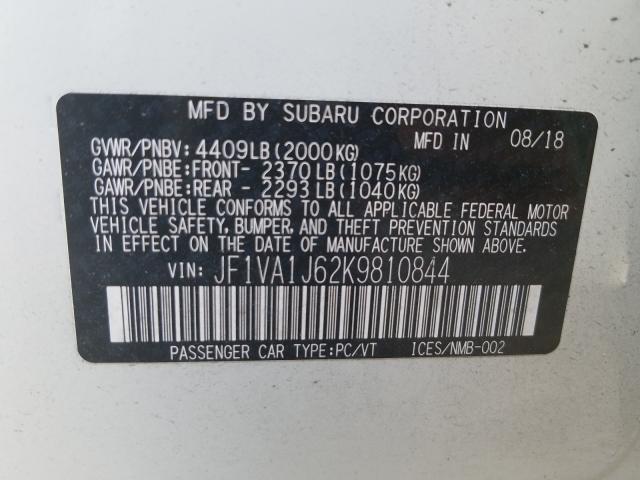 MFD BY SUBARU CORPORATION
MFD IN 08/18
GVWR/PNBV: 4409LB(2000KG)
GAWR/PNBE:FRONT- 2370LB(1075KG)
GAWR/PNBE:REAR - 2293LB(1040KG)
THIS VEHICLE CONFORMS TO ALL APPLICABLE FEDERAL MOTOR
VEHICLE SAFETY, BUMPER, AND THEFT PREVENTION STANDARDS
IN EFFECT ON THE DATE OF MANUFACTURE SHOWN ABOVE.
VIN: JF1VA1J62K9810844
PASSENGER CAR TYPE:PC/VT ICES/NMB-002